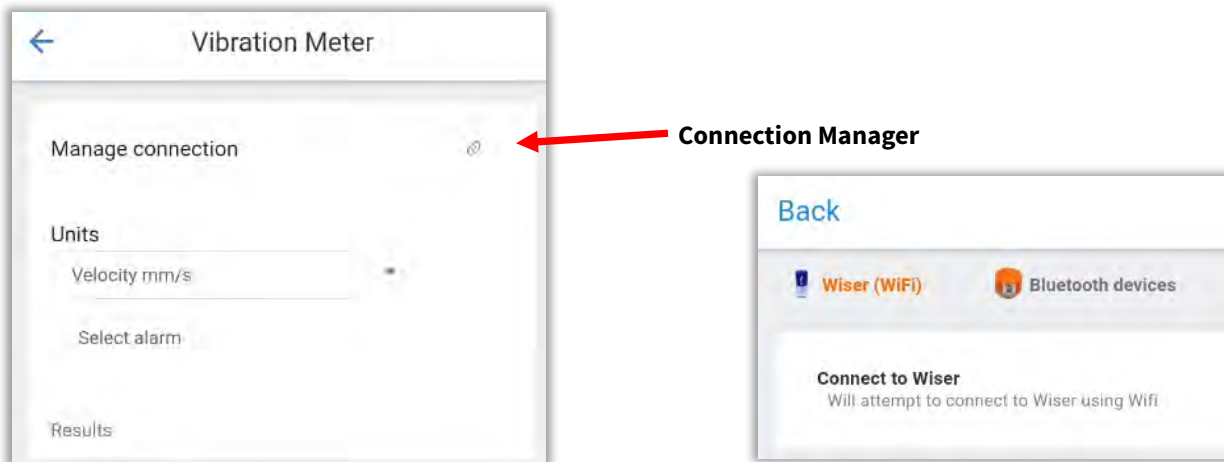 Vibration Meter
Manage connection
Connection Manager
Units
Velocity mm/s
Select alarm
Results
Back
Wiser (WiFi) Bluetooth devices
Connect to Wiser
Will attempt to connect to Wiser using Wifi